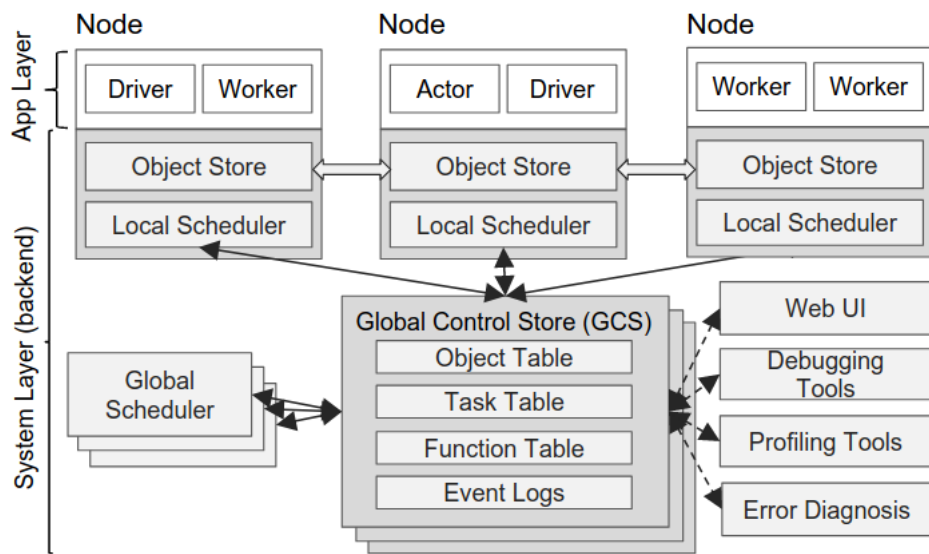 Node
Node
Node
App Layer
Driver
Worker
Actor
Driver
Worker
Worker
System Layer (backend)
Object Store
Object Store
Object Store
Local Scheduler
Local Scheduler
Local Scheduler
Global Control Store (GCS)
Object Table
Task Table
Function Table
Event Logs
Global
Scheduler
Web UI
Debugging
Tools
Profiling Tools
Error Diagnosis